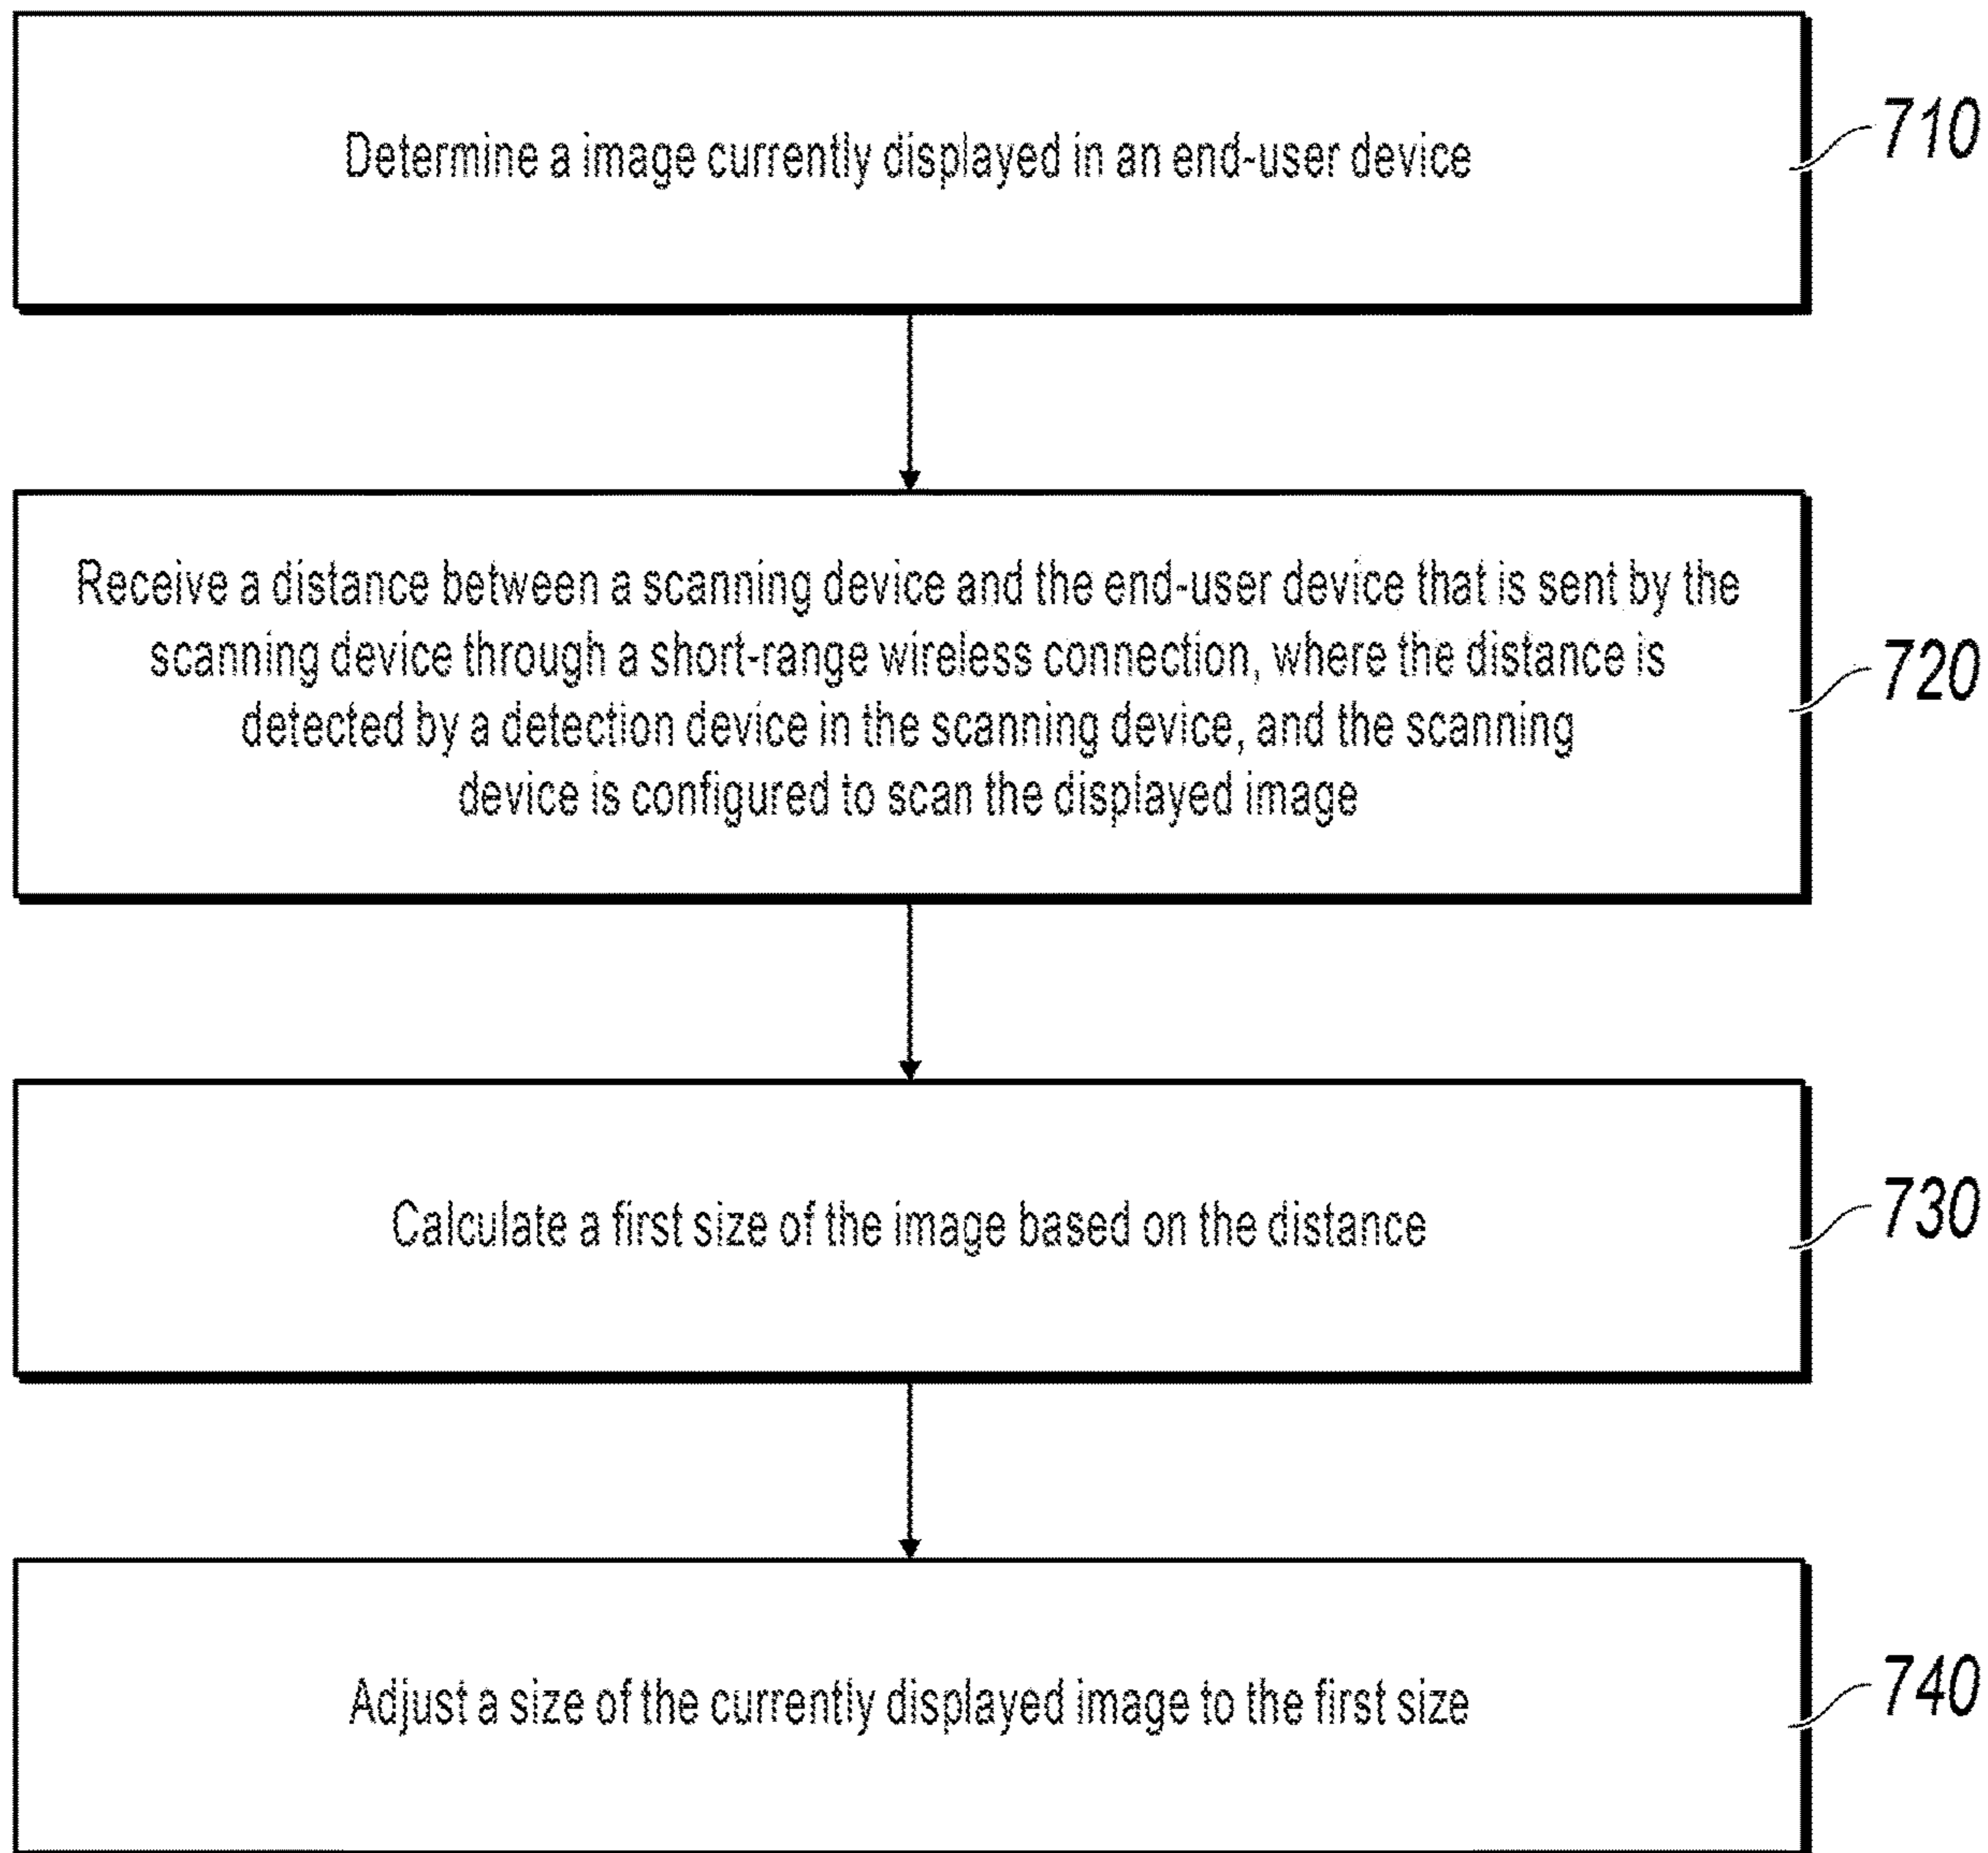 Determine a image currently displayed in an end-user device
710
Receive a distance between a scanning device and the end-user device that is sent by the
scanning device through a short-range wireless connection, where the distance is
detected by a detection device in the scanning device, and the scanning
device is configured to scan the displayed image
720
Calculate a first size of the image based on the distance
730
Adjust a size of the currently displayed image to the first size
740